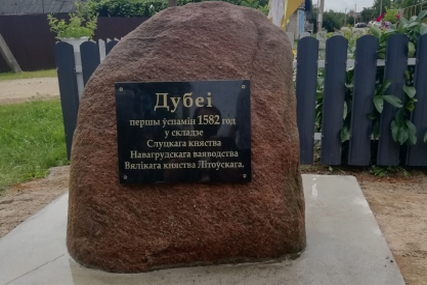 Дубеі
першы ўспамін 1582 год
у складзе
Слуцкага княства
Навагрудскага ваяводства
Вялікага княства Літоўскага.